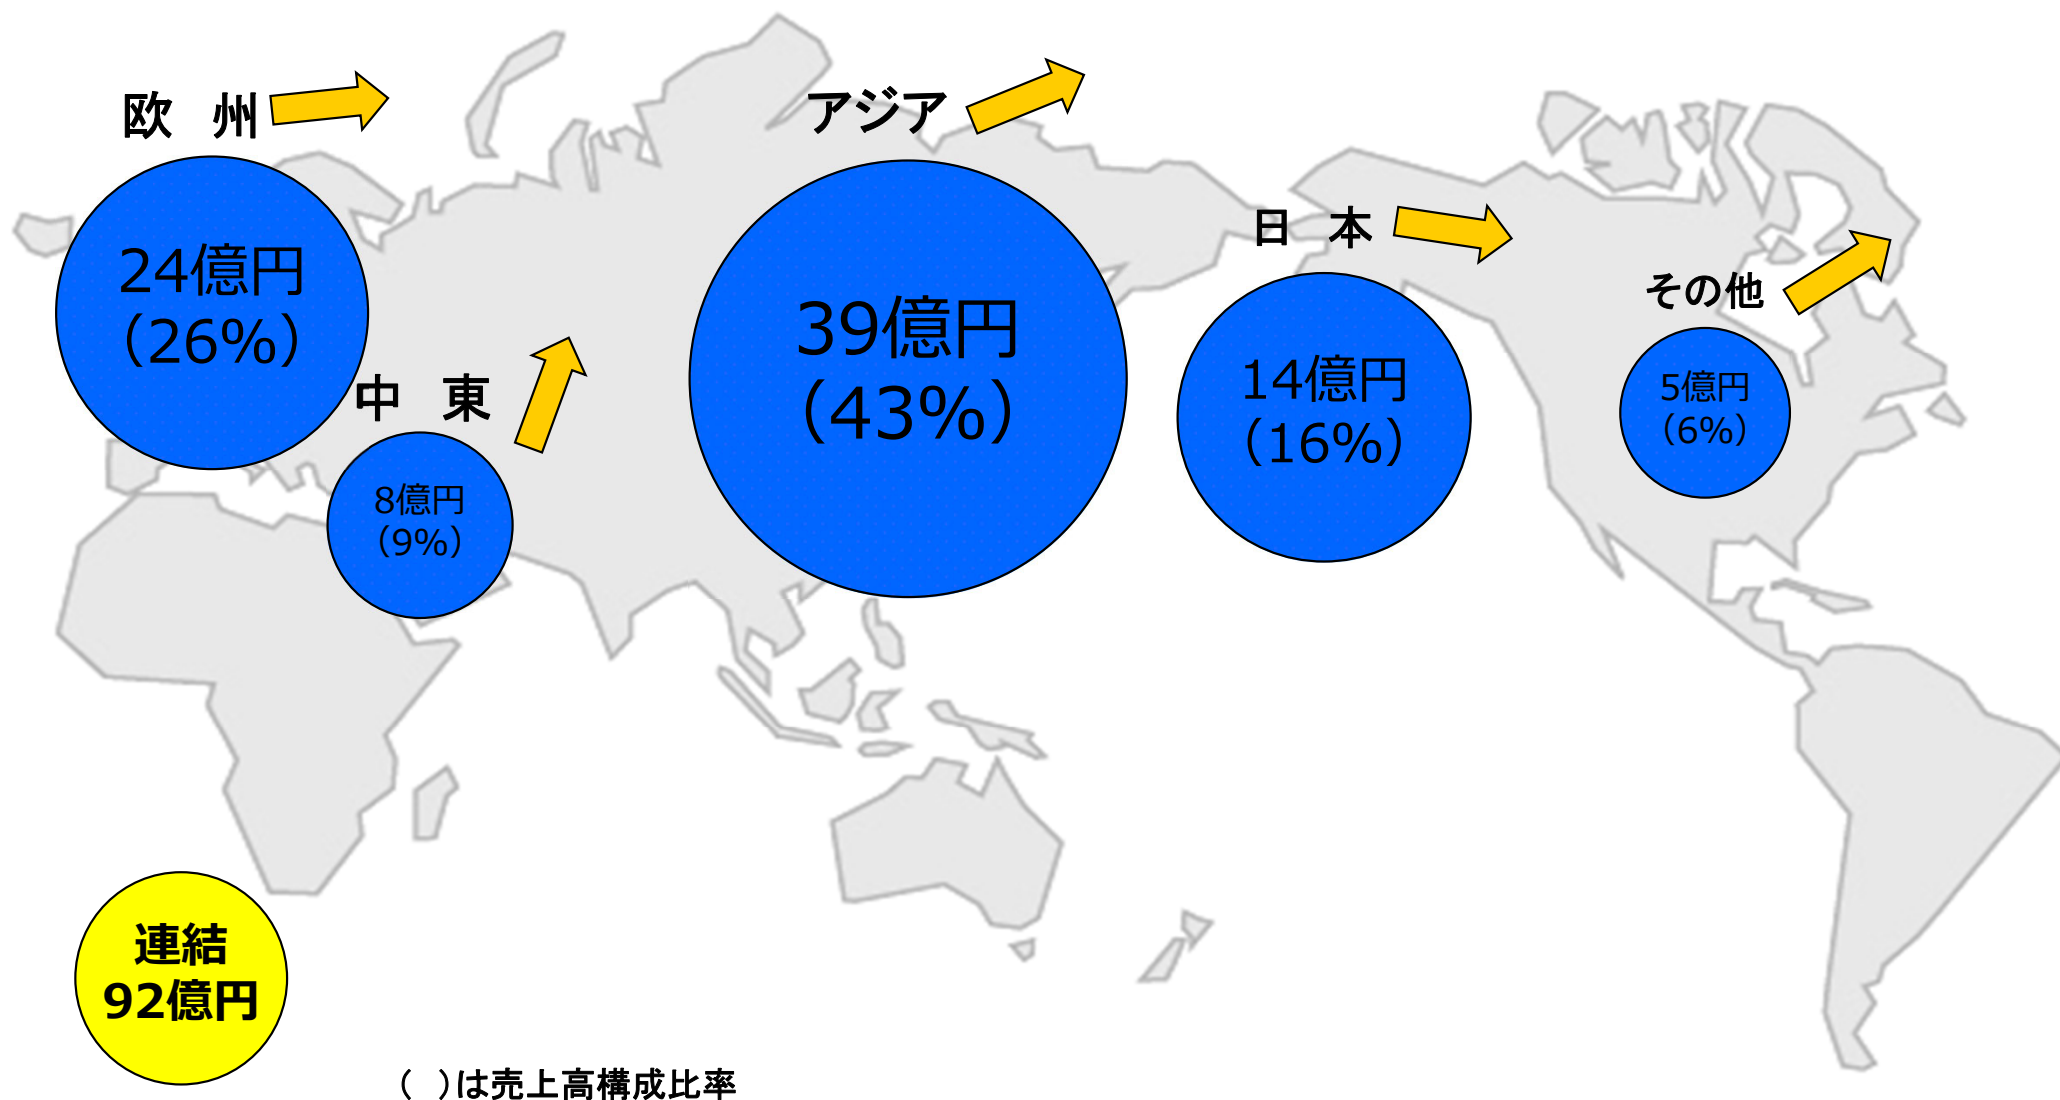 欧　州
24億円
（26%）
中　東
8億円
（9%）
アジア
39億円
（43%）
日　本
14億円
（16%）
その他
5億円
（6%）
連結
92億円
（　）は売上高構成比率